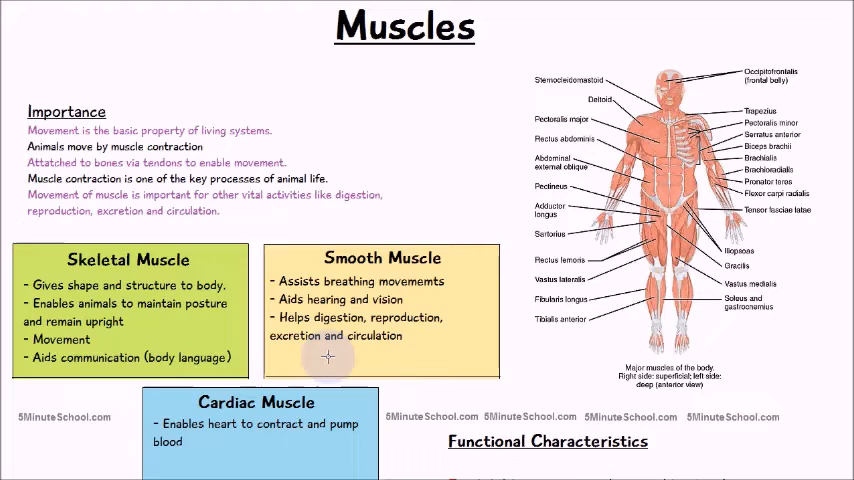 Muscles
Importance
Movement is the basic property of living systems.
Animals move by muscle contraction
Attatched to bones via tendons to enable movement.
Muscle contraction is one of the key processes of animal life.
Movement of muscle is important for other vital activities like digestion,
reproduction, excretion and circulation.
Skeletal Muscle
- Gives shape and structure to body.
- Enables animals to maintain posture
and remain upright
- Movement
- Aids communication (body language)
Smooth Muscle
- Assists breathing movememts
- Aids hearing and vision
- Helps digestion, reproduction,
excretion and circulation
Cardiac Muscle
- Enables heart to contract and pump
blood
Sternocleidomastoid
Deltoid
Pectoralis major
Rectus abdominis
Abdominal
external oblique
Pectineus
Adductor
longus
Sartorius
Rectus femoris
Vastus lateralis
Fibularis longus
Tibialis anterior
Occipitofrontalis
(frontal belly)
Trapezius
Pectoralis minor
Serratus anterior
Biceps brachii
Brachialis
Brachioradialis
Pronator teres
Flexor carpi radialis
Tensor fasciae latae
Iliopsoas
Gracilis
Vastus medialis
Soleus and
gastrocnemius
Major muscles of the body.
Right side: superficial; left side:
deep (anterior view)
5MinuteSchool.com
5MinuteSchool.com 5MinuteSchool.com 5MinuteSchool.com 5MinuteSchool.com
Functional Characteristics